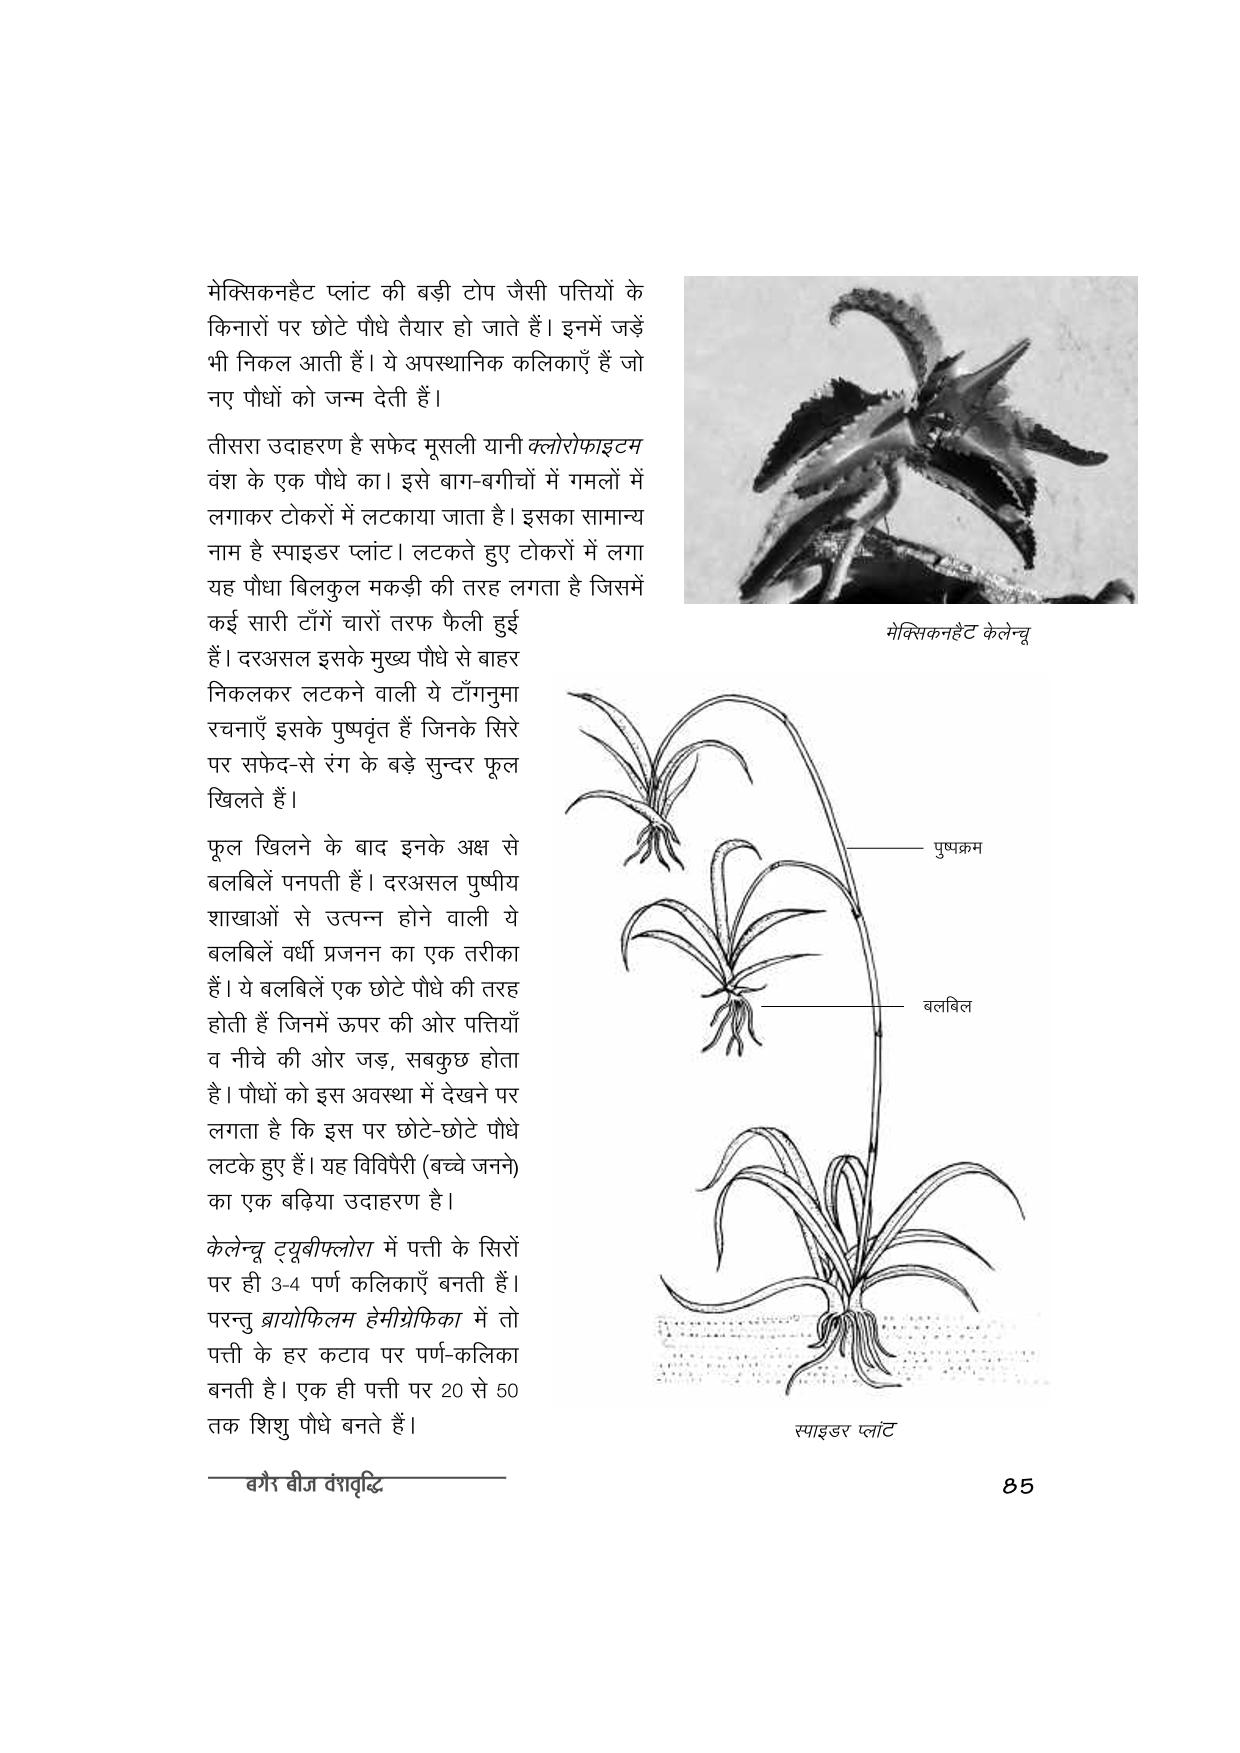 मेक्सिकनहैट प्लांट की बड़ी टोप जैसी पत्तियों के
किनारों पर छोटे पौधे तैयार हो जाते हैं। इनमें जड़ें
भी निकल आती हैं। ये अपस्थानिक कलिकाएँ हैं जो
नए पौधों को जन्म देती हैं।
तीसरा उदाहरण है सफेद मूसली यानी क्लोरोफाइटम
वंश के एक पौधे का। इसे बाग-बगीचों में गमलों में
लगाकर टोकरों में लटकाया जाता है। इसका सामान्य
नाम है स्पाइडर प्लांट। लटकते हुए टोकरों में लगा
यह पौधा बिलकुल मकड़ी की तरह लगता है जिसमें
कई सारी टाँगें चारों तरफ फैली हुई
हैं। दरअसल इसके मुख्य पौधे से बाहर
निकलकर लटकने वाली ये टाँगनुमा
रचनाएँ इसके पुष्पवृंत हैं जिनके सिरे
पर सफेद-से रंग के बड़े सुन्दर फूल
खिलते हैं।
फूल खिलने के बाद इनके अक्ष से
बलबिलें पनपती हैं। दरअसल पुष्पीय
शाखाओं से उत्पन्न होने वाली ये
बलबिलें वर्धी प्रजनन का एक तरीका
हैं। ये बलबिलें एक छोटे पौधे की तरह
होती हैं जिनमें ऊपर की ओर पत्तियाँ
व नीचे की ओर जड़, सबकुछ होता
है। पौधों को इस अवस्था में देखने पर
लगता है कि इस पर छोटे-छोटे पौधे
लटके हुए हैं। यह विविपैरी (बच्चे जनने)
का एक बढ़िया उदाहरण है।
केलेन्चू ट्यूबीफ्लोरा में पत्ती के सिरों
पर ही 3-4 पर्ण कलिकाएँ बनती हैं।
परन्तु ब्रायोफिलम हेमीग्रेफिका में तो
पत्ती के हर कटाव पर पर्ण-कलिका
बनती है। एक ही पत्ती पर 20 से 50
तक शिशु पौधे बनते हैं।
मेक्सिकनहैट केलेन्चू
पुष्पक्रम
बलबिल
स्पाइडर प्लांट
बगैर बीज वंशवृद्धि
85